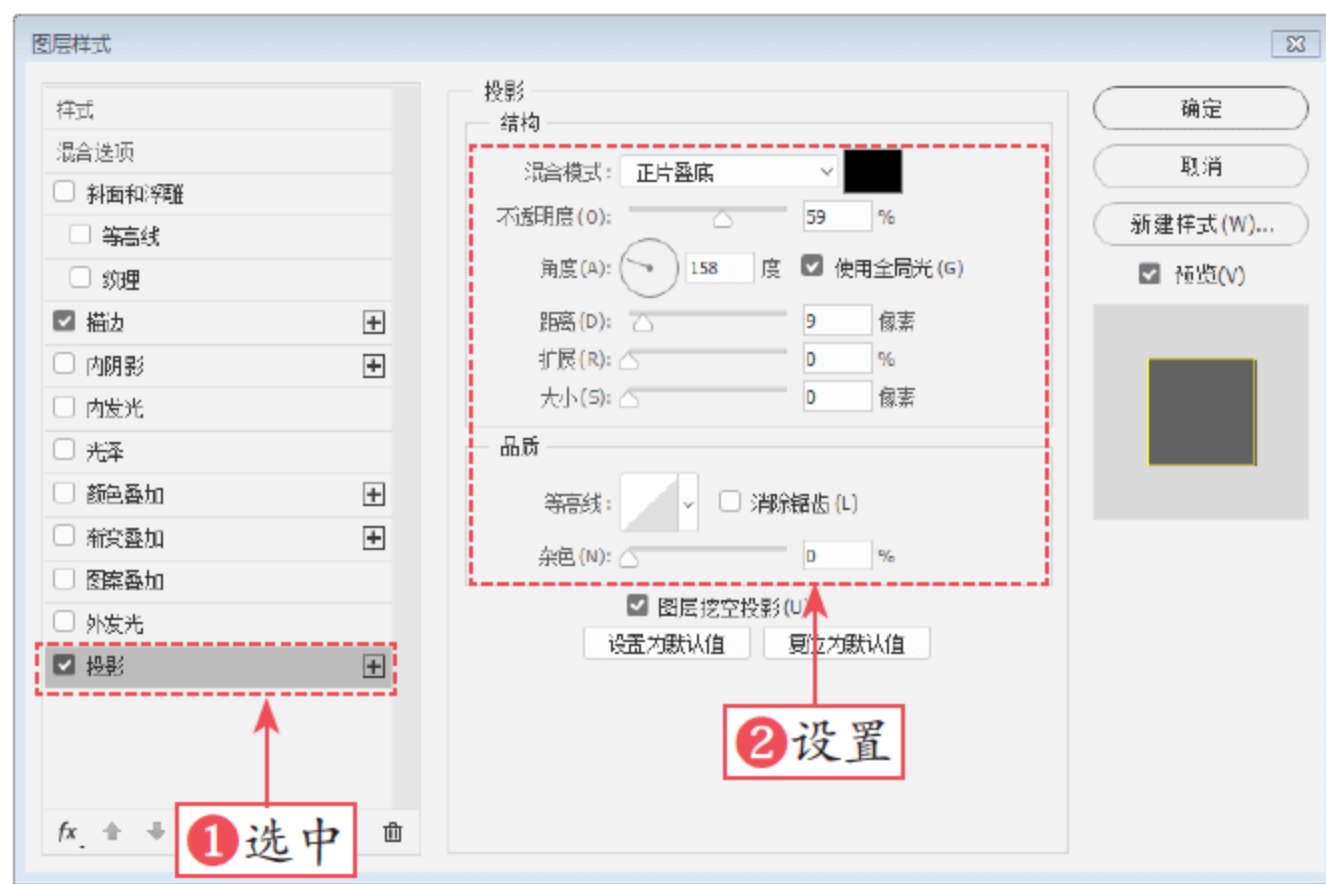 图层样式
样式
混合选项
斜面和浮雕
等高线
纹理
描边
内阴影
内发光
光泽
颜色叠加
渐变叠加
图案叠加
外发光
投影
fx
❶选中
投影
结构
混合模式: 正片叠底
不透明度(O): 59 %
角度(A): 158 度 使用全局光(G)
距离(D): 9 像素
扩展(R): 0 %
大小(S): 0 像素
品质
等高线: 消除锯齿(L)
杂色(N): 0 %
图层挖空投影(U)
设置为默认值 复位为默认值
❷设置
确定
取消
新建样式(W)...
预览(V)